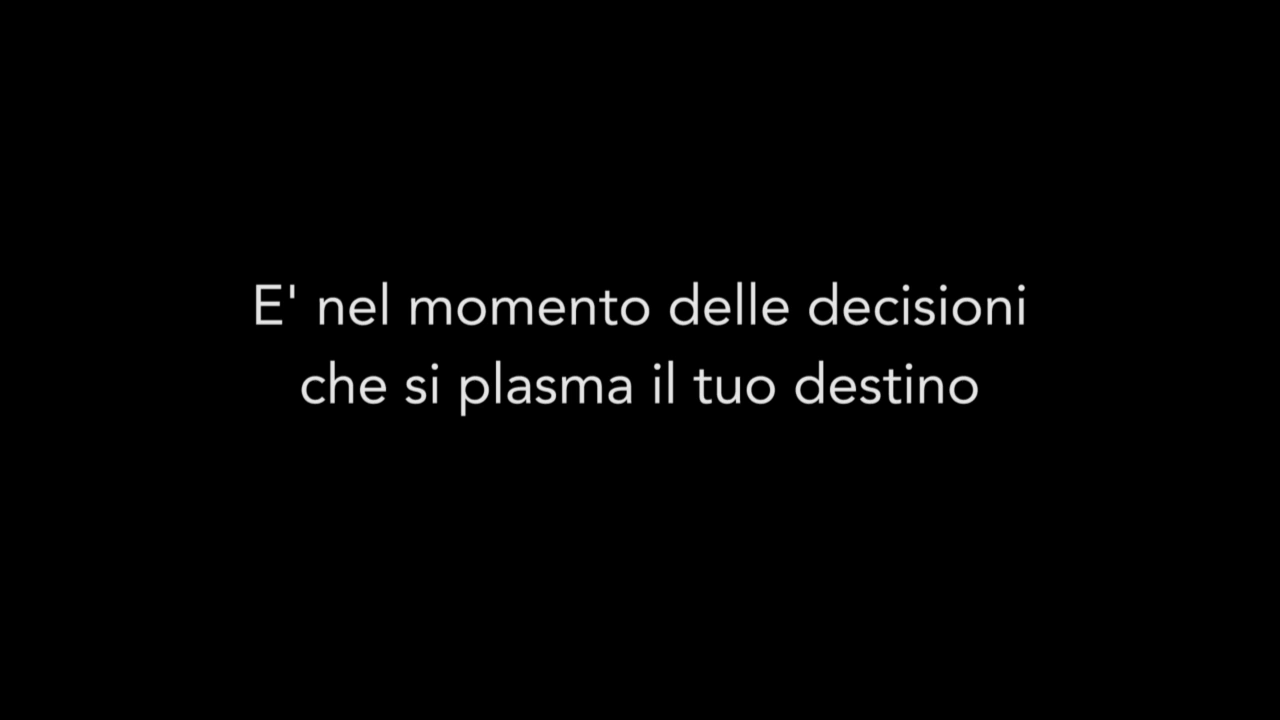 E' nel momento delle decisioni
che si plasma il tuo destino